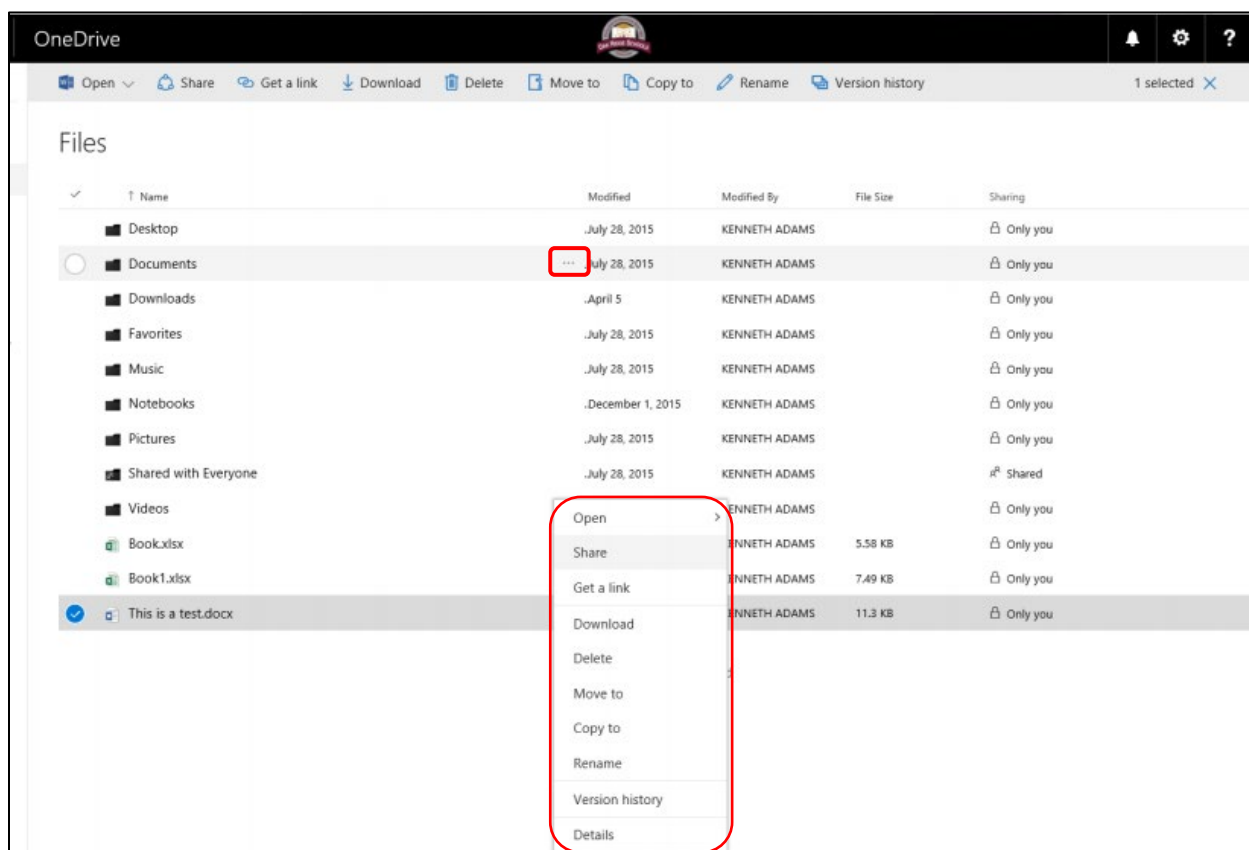 OneDrive
?
Open Share Get a link Download Delete Move to Copy to Rename Version history 1 selected
Files
Name Modified Modified By File Size Sharing
Desktop .July 28, 2015 KENNETH ADAMS Only you
Documents ... July 28, 2015 KENNETH ADAMS Only you
Downloads .April 5 KENNETH ADAMS Only you
Favorites .July 28, 2015 KENNETH ADAMS Only you
Music .July 28, 2015 KENNETH ADAMS Only you
Notebooks .December 1, 2015 KENNETH ADAMS Only you
Pictures .July 28, 2015 KENNETH ADAMS Only you
Shared with Everyone .July 28, 2015 KENNETH ADAMS Shared
Videos ENNETH ADAMS Only you
Book.xlsx ENNETH ADAMS 5.58 KB Only you
Book1.xlsx ENNETH ADAMS 7.49 KB Only you
This is a test.docx ENNETH ADAMS 11.3 KB Only you
Open
Share
Get a link
Download
Delete
Move to
Copy to
Rename
Version history
Details